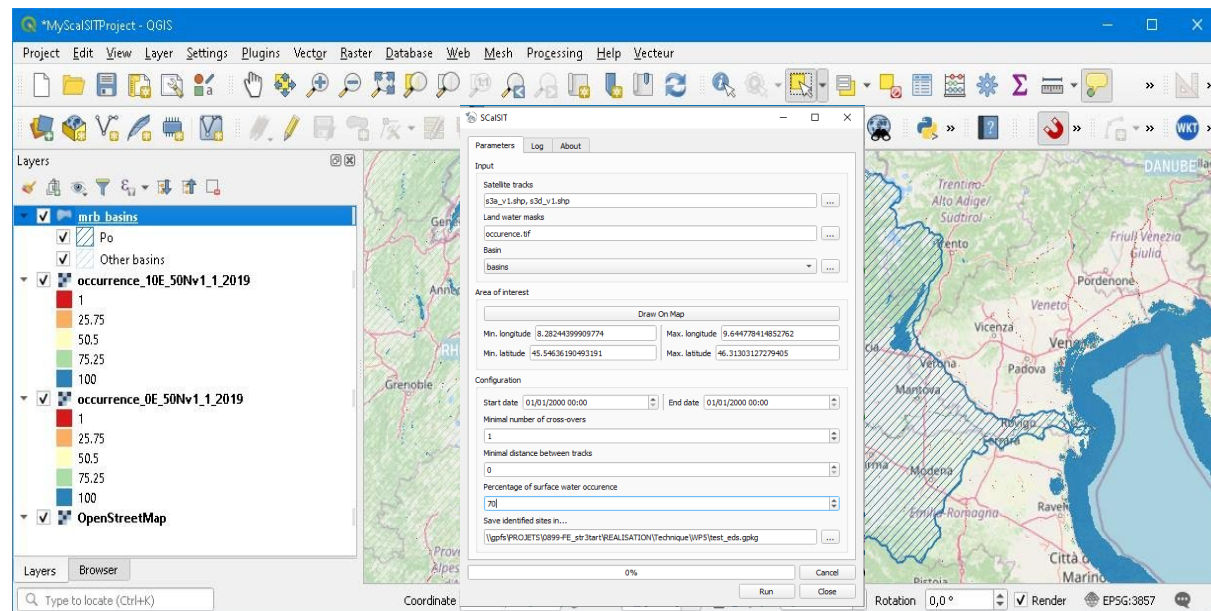 *MyScalSITProject - QGIS
Project Edit View Layer Settings Plugins Vector Raster Database Web Mesh Processing Help Vecteur
Layers
mrb basins
Po
Other basins
occurrence_10E_50Nv1_1_2019
1
25.75
50.5
75.25
100
occurrence_0E_50Nv1_1_2019
1
25.75
50.5
75.25
100
OpenStreetMap
Layers Browser
Type to locate (Ctrl+K)
Coordinate
SCalSIT
Parameters Log About
Input
Satellite tracks
s3a_v1.shp, s3d_v1.shp
...
Land water masks
occurence.tif
...
Basin
basins
...
Area of interest
Draw On Map
Min. longitude 8.28244399909774 Max. longitude 9.644778414852762
Min. latitude 45.54636190493191 Max. latitude 46.31303127279405
Configuration
Start date 01/01/2000 00:00 End date 01/01/2000 00:00
Minimal number of cross-overs
1
Minimal distance between tracks
0
Percentage of surface water occurence
70
Save identified sites in...
\\gpfs\PROJETS\0899-FE_str3tart\REALISATION\Technique\WP5\test_eds.gpkg
...
0% Cancel
Run Close
WKT
DANUBE
Trentino-
Alto Adige/
Südtirol
Friuli Venezia
Giulia
Pordenone
Veneto
Vicenza
Verona
Padova
Mantova
Rovigo
Ferrara
Modena
Emilia-Romagna
Città
Marino
Grenoble
Alpes
Rotation 0,0 ° Render EPSG:3857